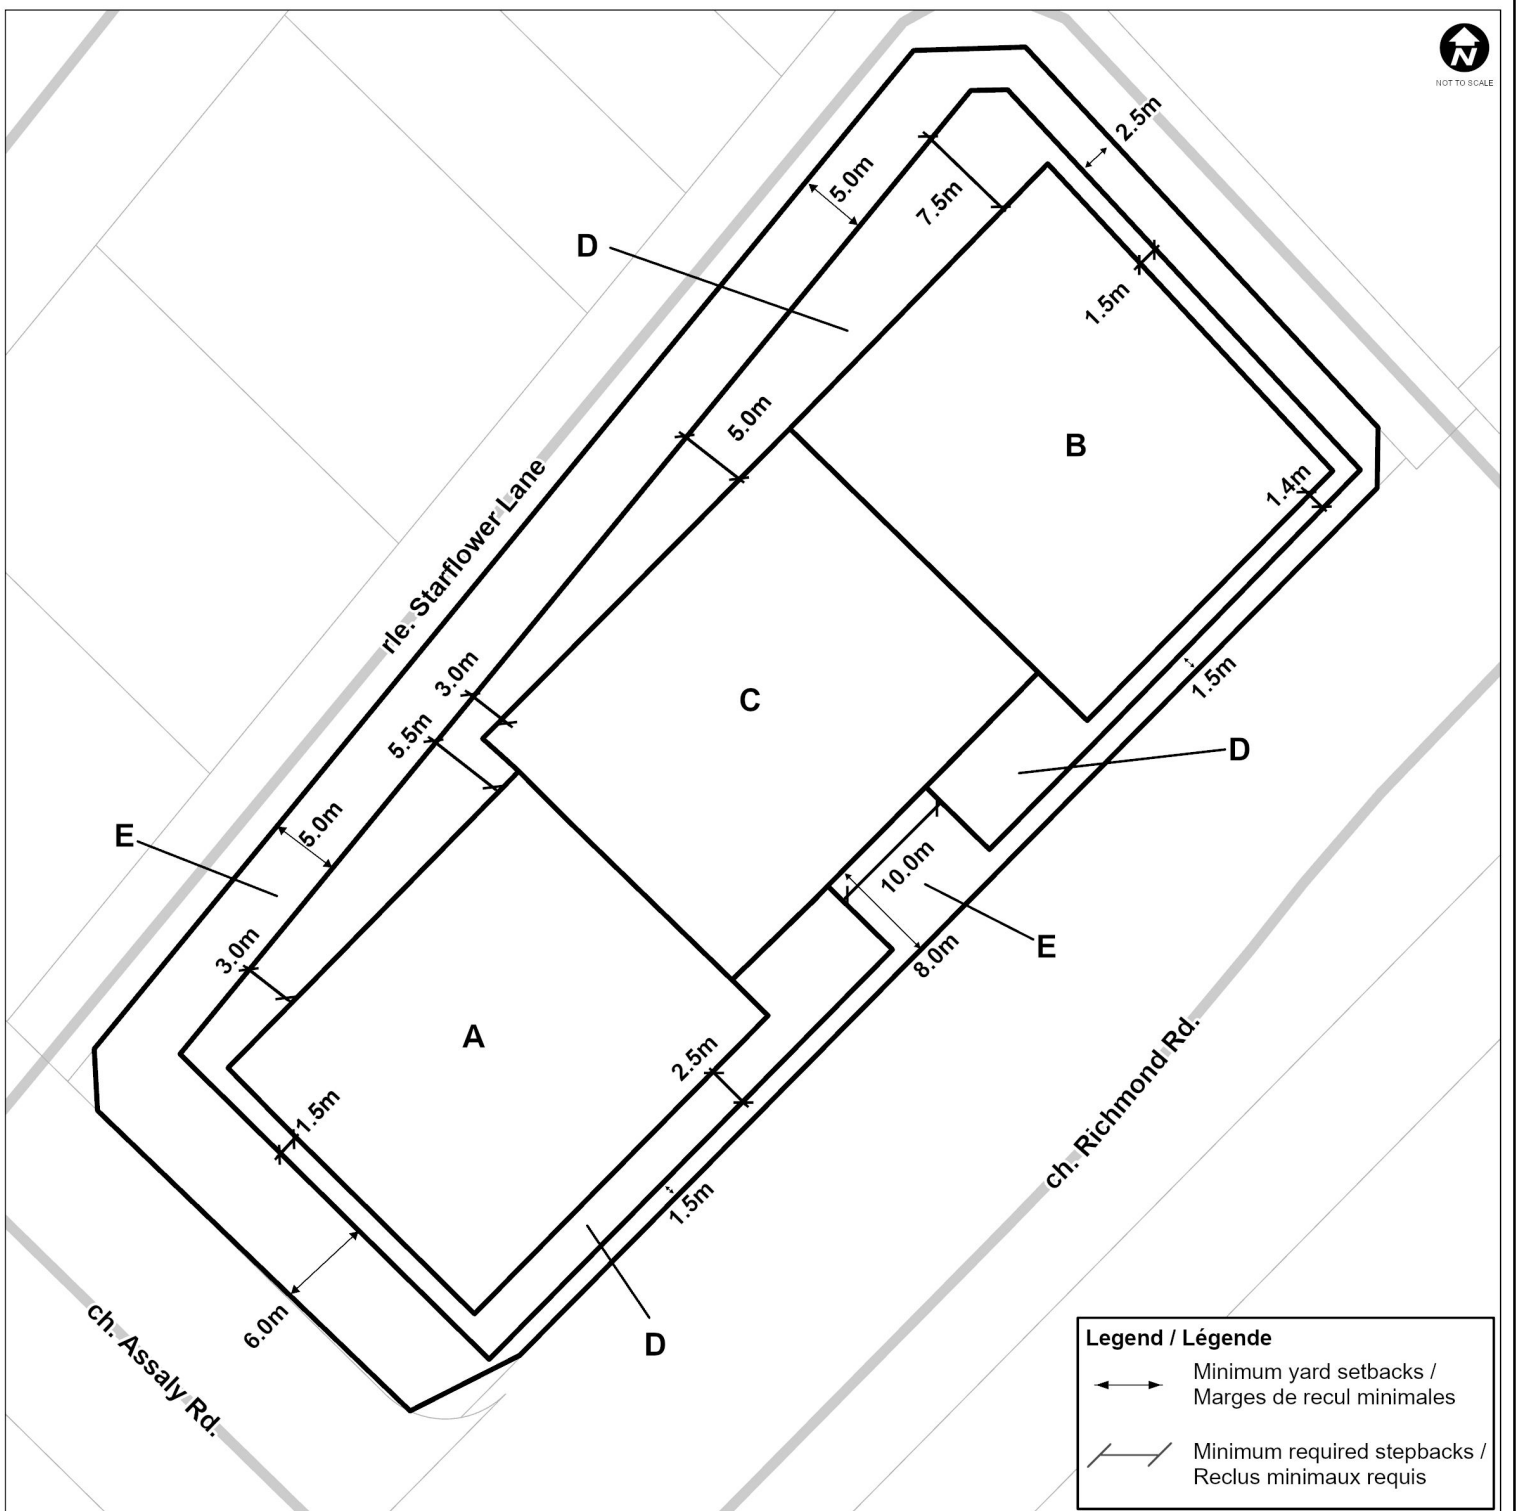 N
NOT TO SCALE
2.5m
5.0m
7.5m
D
1.5m
5.0m
B
1.4m
rle. Starflower Lane
3.0m
1.5m
C
5.5m
D
5.0m
E
10.0m
3.0m
E
8.0m
A
2.5m
ch. Richmond Rd.
1.5m
1.5m
6.0m
D
ch. Assaly Rd.
Legend / Légende
Minimum yard setbacks /
Marges de recul minimales
Minimum required stepbacks /
Reclus minimaux requis